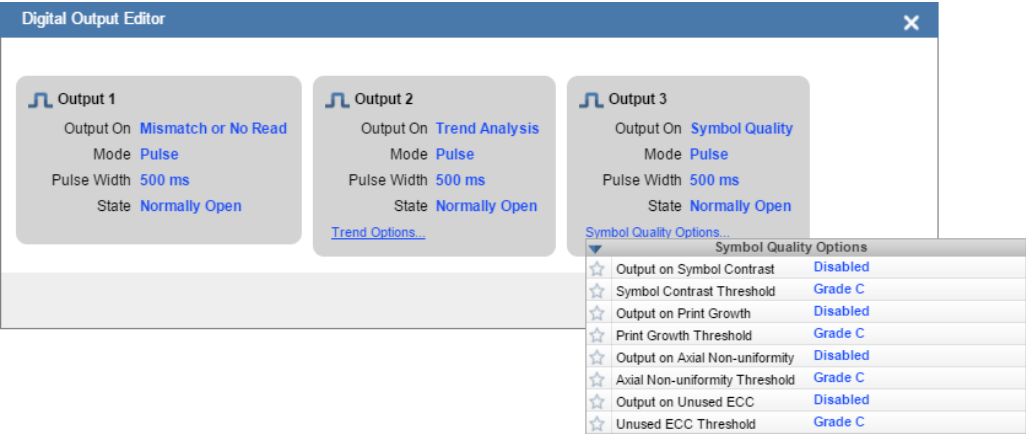 Digital Output Editor
Output 1
Output On Mismatch or No Read
Mode Pulse
Pulse Width 500 ms
State Normally Open
Output 2
Output On Trend Analysis
Mode Pulse
Pulse Width 500 ms
State Normally Open
Trend Options...
Output 3
Output On Symbol Quality
Mode Pulse
Pulse Width 500 ms
State Normally Open
Symbol Quality Options...
Symbol Quality Options
Output on Symbol Contrast Disabled
Symbol Contrast Threshold Grade C
Output on Print Growth Disabled
Print Growth Threshold Grade C
Output on Axial Non-uniformity Disabled
Axial Non-uniformity Threshold Grade C
Output on Unused ECC Disabled
Unused ECC Threshold Grade C